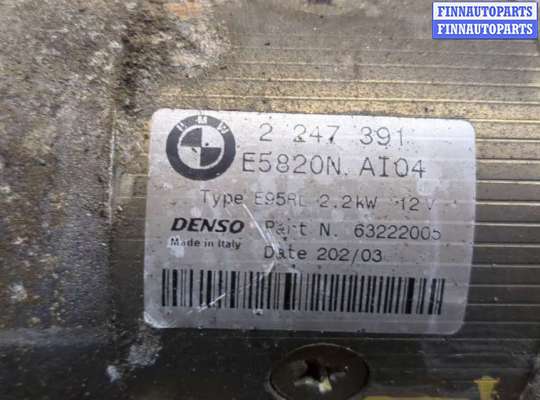 FINNAUTOPARTS
FINNAUTOPARTS
BMW
2 247 391
E5820N AI04
Type E95RL 2.2kW 12V
DENSO Part N. 63222005
Made in Italy
Date 202/03